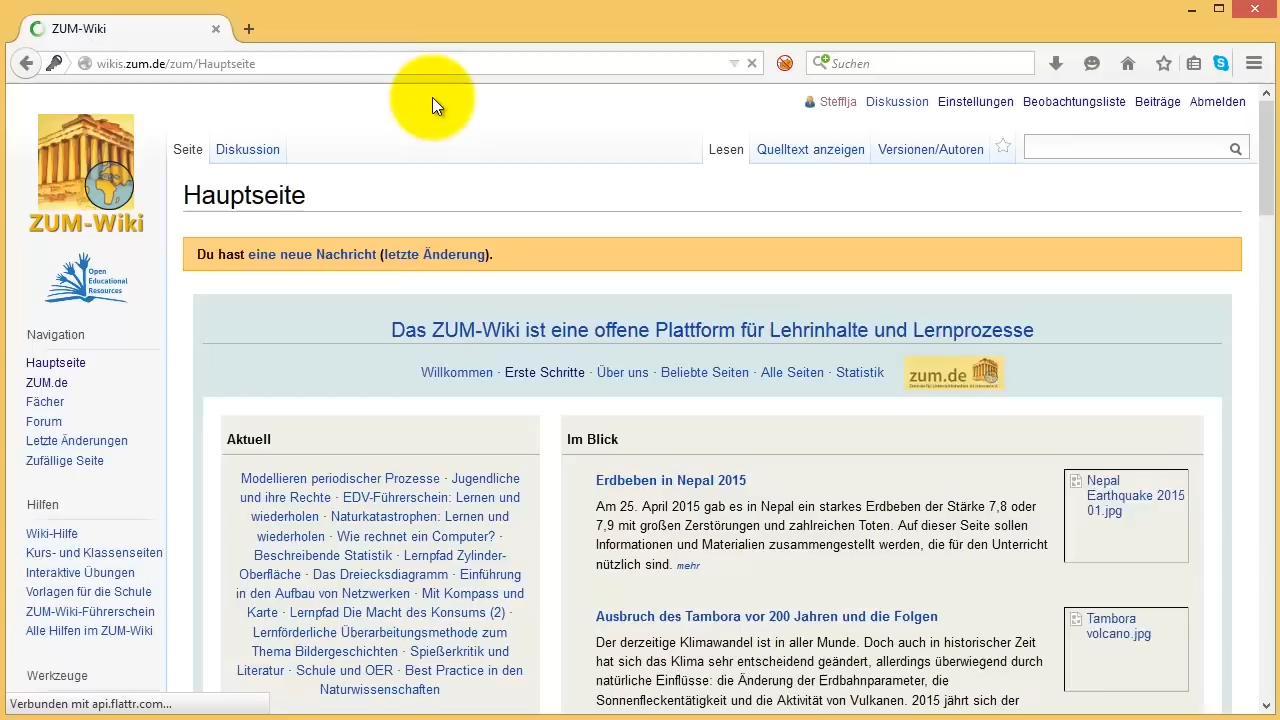 ZUM-Wiki
wikis.zum.de/zum/Hauptseite
Suchen
Stefflja Diskussion Einstellungen Beobachtungsliste Beiträge Abmelden
Seite Diskussion Lesen Quelltext anzeigen Versionen/Autoren
ZUM-Wiki
Open
Educational
Resources
Navigation
Hauptseite
ZUM.de
Fächer
Forum
Letzte Änderungen
Zufällige Seite
Hilfen
Wiki-Hilfe
Kurs- und Klassenseiten
Interaktive Übungen
Vorlagen für die Schule
ZUM-Wiki-Führerschein
Alle Hilfen im ZUM-Wiki
Werkzeuge
Hauptseite
Du hast eine neue Nachricht (letzte Änderung).
Das ZUM-Wiki ist eine offene Plattform für Lehrinhalte und Lernprozesse
Willkommen · Erste Schritte · Über uns · Beliebte Seiten · Alle Seiten · Statistik
zum.de
Aktuell
Modellieren periodischer Prozesse · Jugendliche
und ihre Rechte · EDV-Führerschein: Lernen und
wiederholen · Naturkatastrophen: Lernen und
wiederholen · Wie rechnet ein Computer? ·
Beschreibende Statistik · Lernpfad Zylinder-
Oberfläche · Das Dreiecksdiagramm · Einführung
in den Aufbau von Netzwerken · Mit Kompass und
Karte · Lernpfad Die Macht des Konsums (2) ·
Lernförderliche Überarbeitungsmethode zum
Thema Bildergeschichten · Spießerkritik und
Literatur · Schule und OER · Best Practice in den
Naturwissenschaften
Im Blick
Erdbeben in Nepal 2015
Am 25. April 2015 gab es in Nepal ein starkes Erdbeben der Stärke 7,8 oder
7,9 mit großen Zerstörungen und zahlreichen Toten. Auf dieser Seite sollen
Informationen und Materialien zusammengestellt werden, die für den Unterricht
nützlich sind. mehr
Nepal
Earthquake 2015
01.jpg
Ausbruch des Tambora vor 200 Jahren und die Folgen
Der derzeitige Klimawandel ist in aller Munde. Doch auch in historischer Zeit
hat sich das Klima sehr entscheidend geändert, allerdings überwiegend durch
natürliche Einflüsse: die Änderung der Erdbahnparameter, die
Sonnenfleckentätigkeit und die Aktivität von Vulkanen. 2015 jährt sich der
Tambora
volcano.jpg
Verbunden mit api.flattr.com...